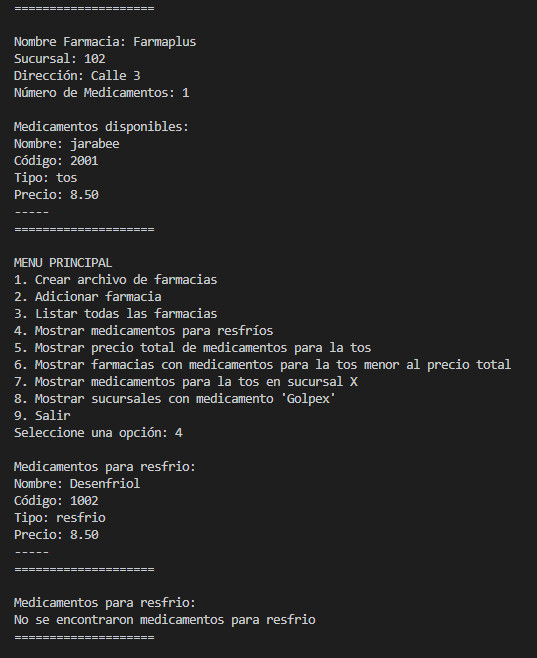 ====================
Nombre Farmacia: Farmaplus
Sucursal: 102
Dirección: Calle 3
Número de Medicamentos: 1
Medicamentos disponibles:
Nombre: jarabee
Código: 2001
Tipo: tos
Precio: 8.50
-----
====================
MENU PRINCIPAL
1. Crear archivo de farmacias
2. Adicionar farmacia
3. Listar todas las farmacias
4. Mostrar medicamentos para resfríos
5. Mostrar precio total de medicamentos para la tos
6. Mostrar farmacias con medicamentos para la tos menor al precio total
7. Mostrar medicamentos para la tos en sucursal X
8. Mostrar sucursales con medicamento 'Golpex'
9. Salir
Seleccione una opción: 4
Medicamentos para resfrio:
Nombre: Desenfriol
Código: 1002
Tipo: resfrio
Precio: 8.50
-----
====================
Medicamentos para resfrio:
No se encontraron medicamentos para resfrio
====================